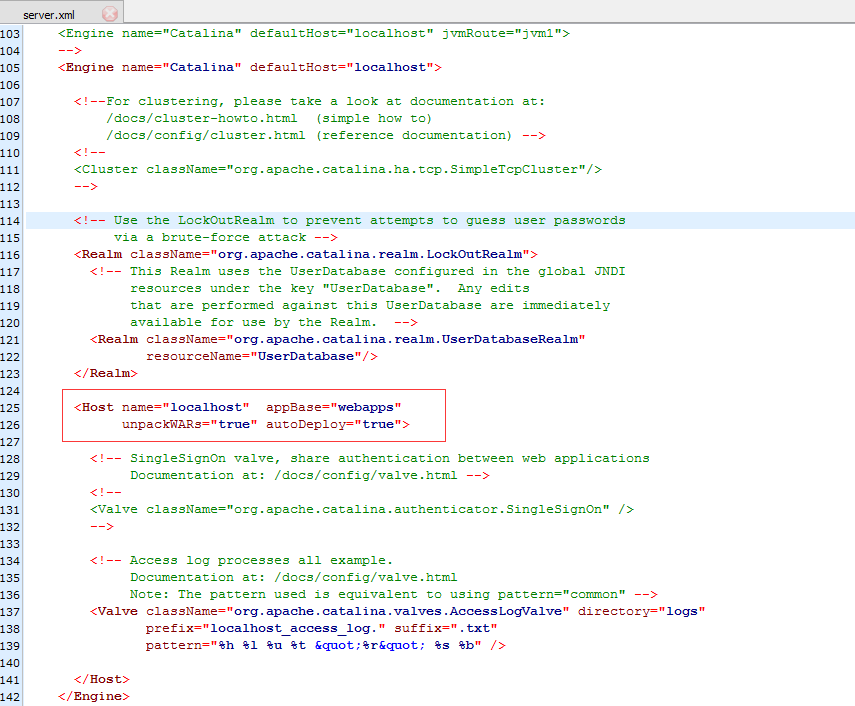 server.xml
103 <Engine name="Catalina" defaultHost="localhost" jvmRoute="jvm1">
104 -->
105 <Engine name="Catalina" defaultHost="localhost">
106
107 <!--For clustering, please take a look at documentation at:
108 /docs/cluster-howto.html  (simple how to)
109 /docs/config/cluster.html (reference documentation) -->
110 <!--
111 <Cluster className="org.apache.catalina.ha.tcp.SimpleTcpCluster"/>
112 -->
113
114 <!-- Use the LockOutRealm to prevent attempts to guess user passwords
115 via a brute-force attack -->
116 <Realm className="org.apache.catalina.realm.LockOutRealm">
117 <!-- This Realm uses the UserDatabase configured in the global JNDI
118 resources under the key "UserDatabase".  Any edits
119 that are performed against this UserDatabase are immediately
120 available for use by the Realm.  -->
121 <Realm className="org.apache.catalina.realm.UserDatabaseRealm"
122 resourceName="UserDatabase"/>
123 </Realm>
124
125 <Host name="localhost"  appBase="webapps"
126 unpackWARs="true" autoDeploy="true">
127
128 <!-- SingleSignOn valve, share authentication between web applications
129 Documentation at: /docs/config/valve.html -->
130 <!--
131 <Valve className="org.apache.catalina.authenticator.SingleSignOn" />
132 -->
133
134 <!-- Access log processes all example.
135 Documentation at: /docs/config/valve.html
136 Note: The pattern used is equivalent to using pattern="common" -->
137 <Valve className="org.apache.catalina.valves.AccessLogValve" directory="logs"
138 prefix="localhost_access_log." suffix=".txt"
139 pattern="%h %l %u %t &quot;%r&quot; %s %b" />
140
141 </Host>
142 </Engine>